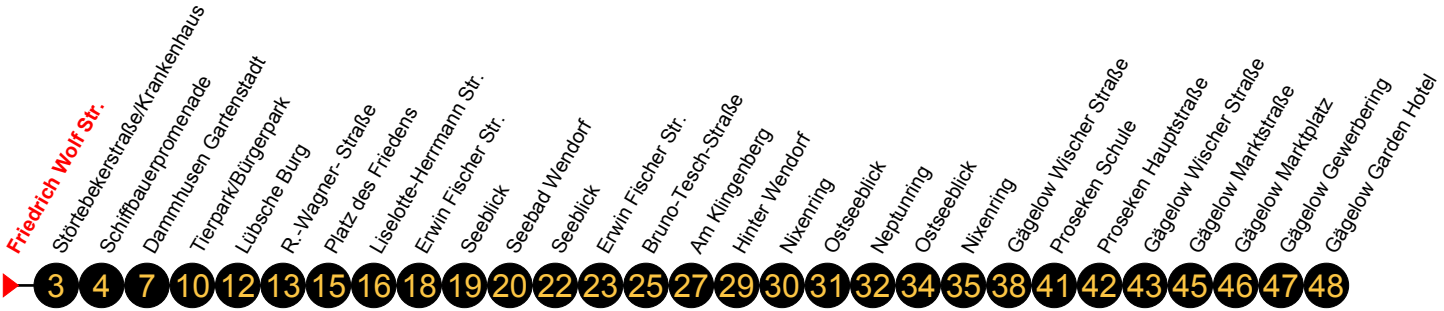 Friedrich Wolf Str.
Störtebekerstraße/Krankenhaus
Schiffbauerpromenade
Dammhusen Gartenstadt
Tierpark/Bürgerpark
Lübsche Burg
R.-Wagner- Straße
Platz des Friedens
Liselotte-Herrmann Str.
Erwin Fischer Str.
Seeblick
Seebad Wendorf
Seeblick
Erwin Fischer Str.
Bruno-Tesch-Straße
Am Klingenberg
Hinter Wendorf
Nixenring
Ostseeblick
Neptunring
Ostseeblick
Nixenring
Gägelow Wischer Straße
Proseken Schule
Proseken Hauptstraße
Gägelow Wischer Straße
Gägelow Marktstraße
Gägelow Marktplatz
Gägelow Gewerbering
Gägelow Garden Hotel
3 4 7 10 12 13 15 16 18 19 20 22 23 25 27 29 30 31 32 34 35 38 41 42 43 45 46 47 48